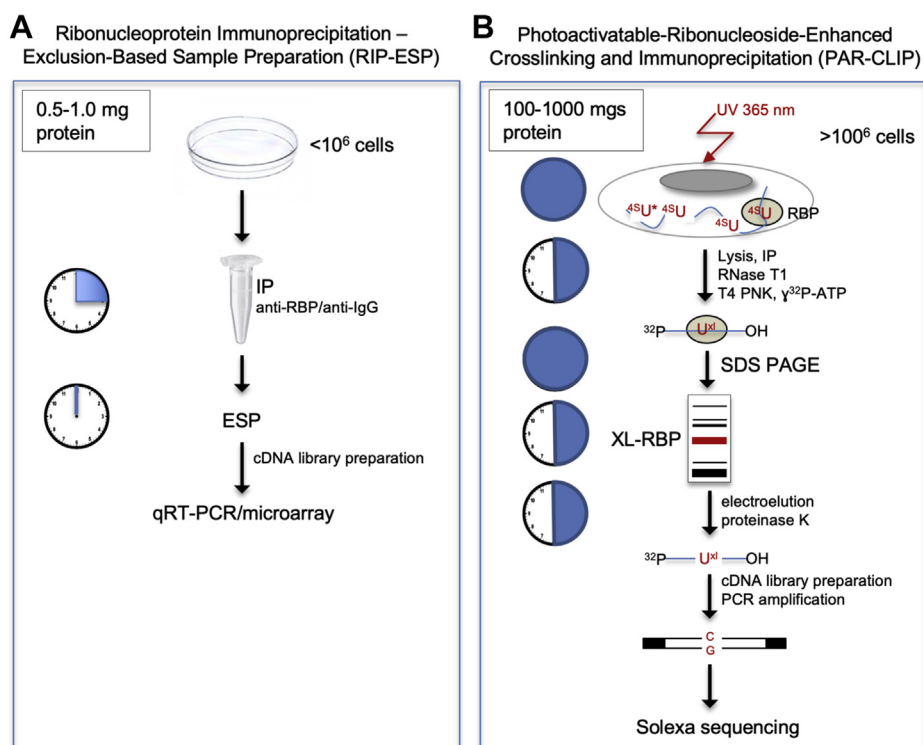 A
Ribonucleoprotein Immunoprecipitation –
Exclusion-Based Sample Preparation (RIP-ESP)
0.5-1.0 mg
protein
<10⁶ cells
IP
anti-RBP/anti-IgG
ESP
cDNA library preparation
qRT-PCR/microarray
B
Photoactivatable-Ribonucleoside-Enhanced
Crosslinking and Immunoprecipitation (PAR-CLIP)
100-1000 mgs
protein
UV 365 nm
>100⁶ cells
⁴ˢU* ⁴ˢU
⁴ˢU
⁴ˢU
RBP
Lysis, IP
RNase T1
T4 PNK, γ³²P-ATP
³²P
Uˣˡ
OH
SDS PAGE
XL-RBP
electroelution
proteinase K
³²P
Uˣˡ
OH
cDNA library preparation
PCR amplification
C
G
Solexa sequencing